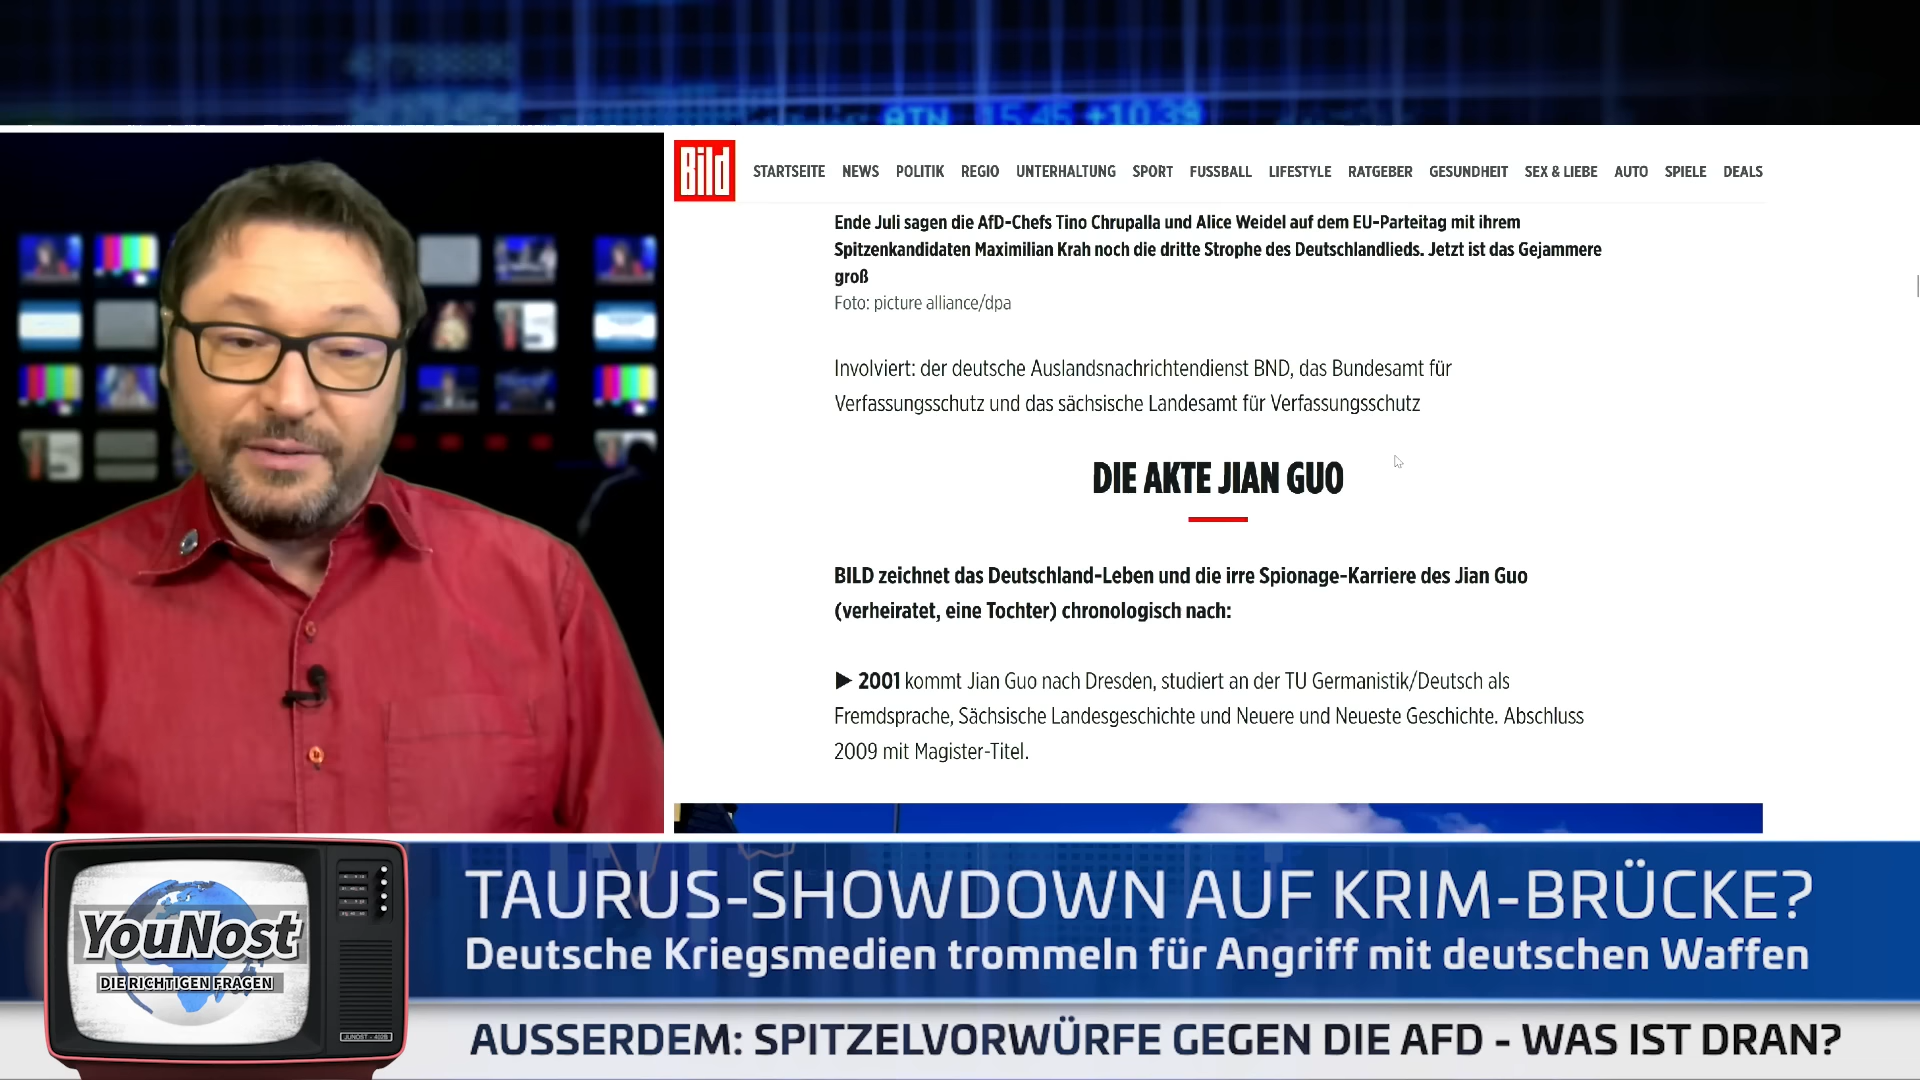 ATN 15.45 +10.39
Bild STARTSEITE NEWS POLITIK REGIO UNTERHALTUNG SPORT FUSSBALL LIFESTYLE RATGEBER GESUNDHEIT SEX & LIEBE AUTO SPIELE DEALS
Ende Juli sagen die AfD-Chefs Tino Chrupalla und Alice Weidel auf dem EU-Parteitag mit ihrem
Spitzenkandidaten Maximilian Krah noch die dritte Strophe des Deutschlandlieds. Jetzt ist das Gejammere
groß
Foto: picture alliance/dpa
Involviert: der deutsche Auslandsnachrichtendienst BND, das Bundesamt für
Verfassungsschutz und das sächsische Landesamt für Verfassungsschutz
DIE AKTE JIAN GUO
BILD zeichnet das Deutschland-Leben und die irre Spionage-Karriere des Jian Guo
(verheiratet, eine Tochter) chronologisch nach:
▶ 2001 kommt Jian Guo nach Dresden, studiert an der TU Germanistik/Deutsch als
Fremdsprache, Sächsische Landesgeschichte und Neuere und Neueste Geschichte. Abschluss
2009 mit Magister-Titel.
TAURUS-SHOWDOWN AUF KRIM-BRÜCKE?
Deutsche Kriegsmedien trommeln für Angriff mit deutschen Waffen
AUSSERDEM: SPITZELVORWÜRFE GEGEN DIE AFD - WAS IST DRAN?
YouNost
DIE RICHTIGEN FRAGEN
JUNOST - 402B